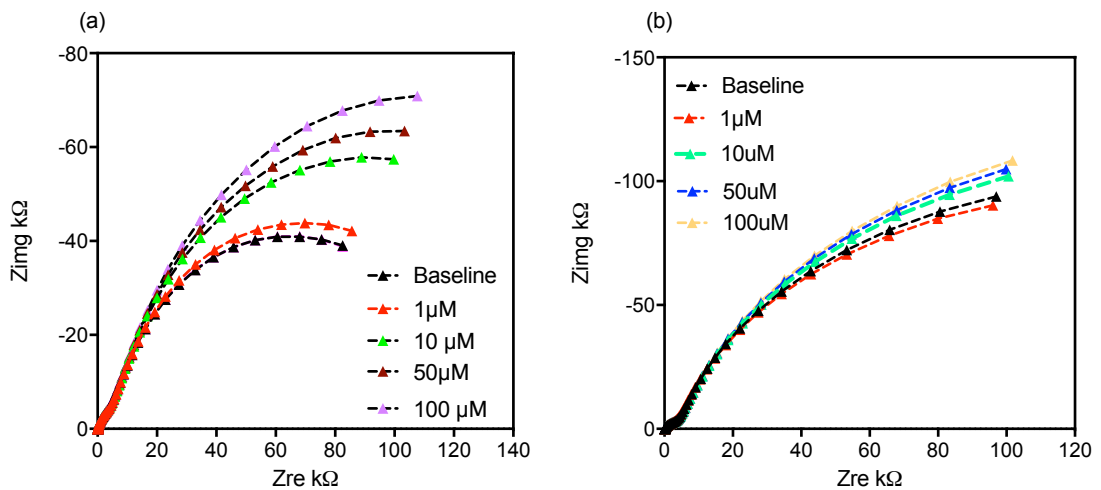 (a)
-80
-60
-40
-20
0
0 20 40 60 80 100 120 140
Zimg kΩ
Zre kΩ
Baseline
1µM
10 µM
50µM
100 µM
(b)
-150
-100
-50
0
0 20 40 60 80 100 120
Zimg kΩ
Zre kΩ
Baseline
1µM
10uM
50uM
100uM